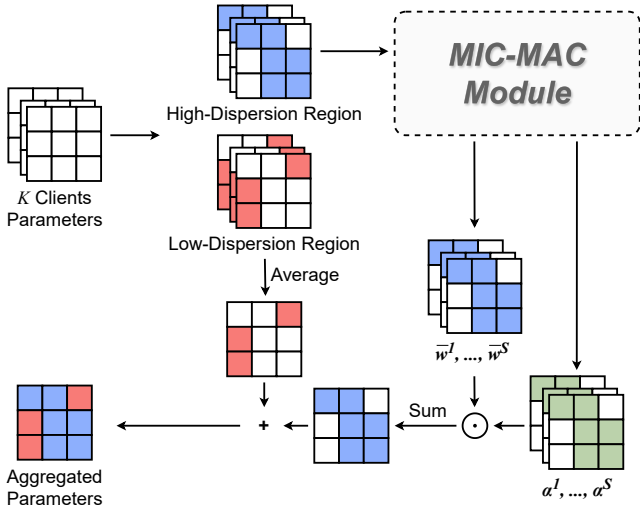 High-Dispersion Region
MIC-MAC
Module
K Clients
Parameters
Low-Dispersion Region
Average
w̅¹, ..., w̅ˢ
Sum
+
Aggregated
Parameters
α¹, ..., αˢ